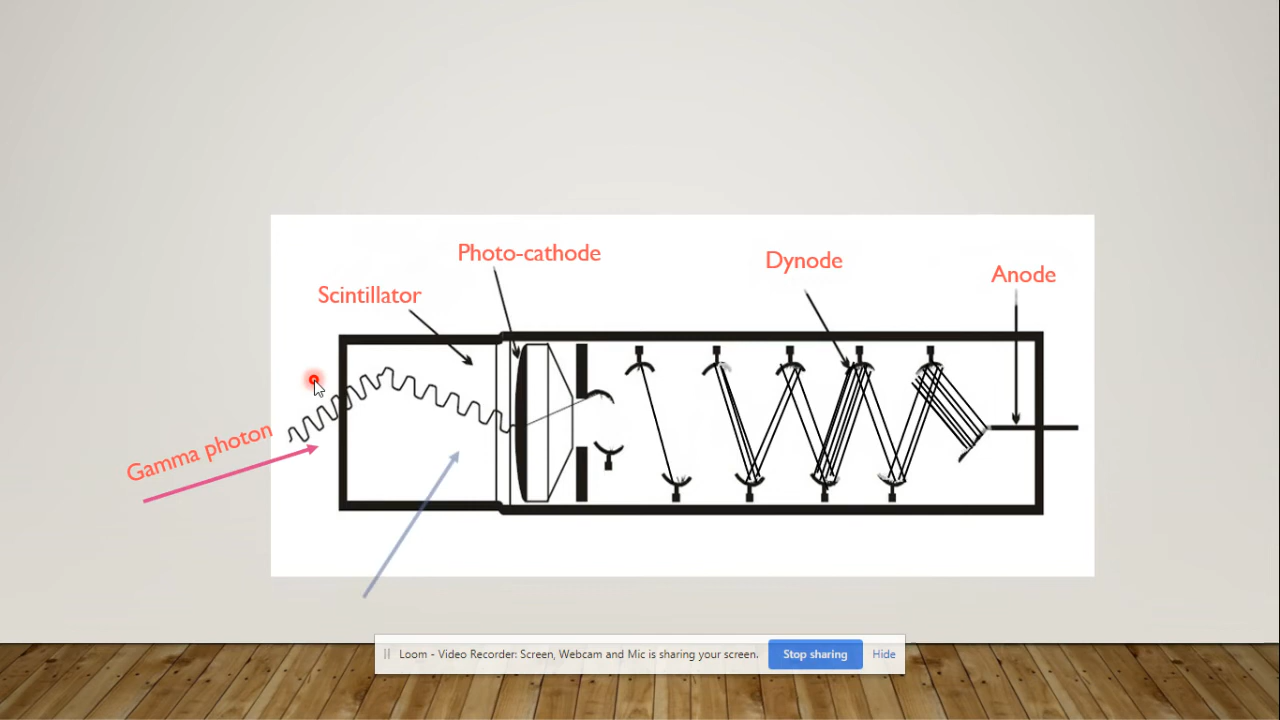 Photo-cathode
Dynode
Anode
Scintillator
Gamma photon
Loom - Video Recorder: Screen, Webcam and Mic is sharing your screen.
Stop sharing
Hide